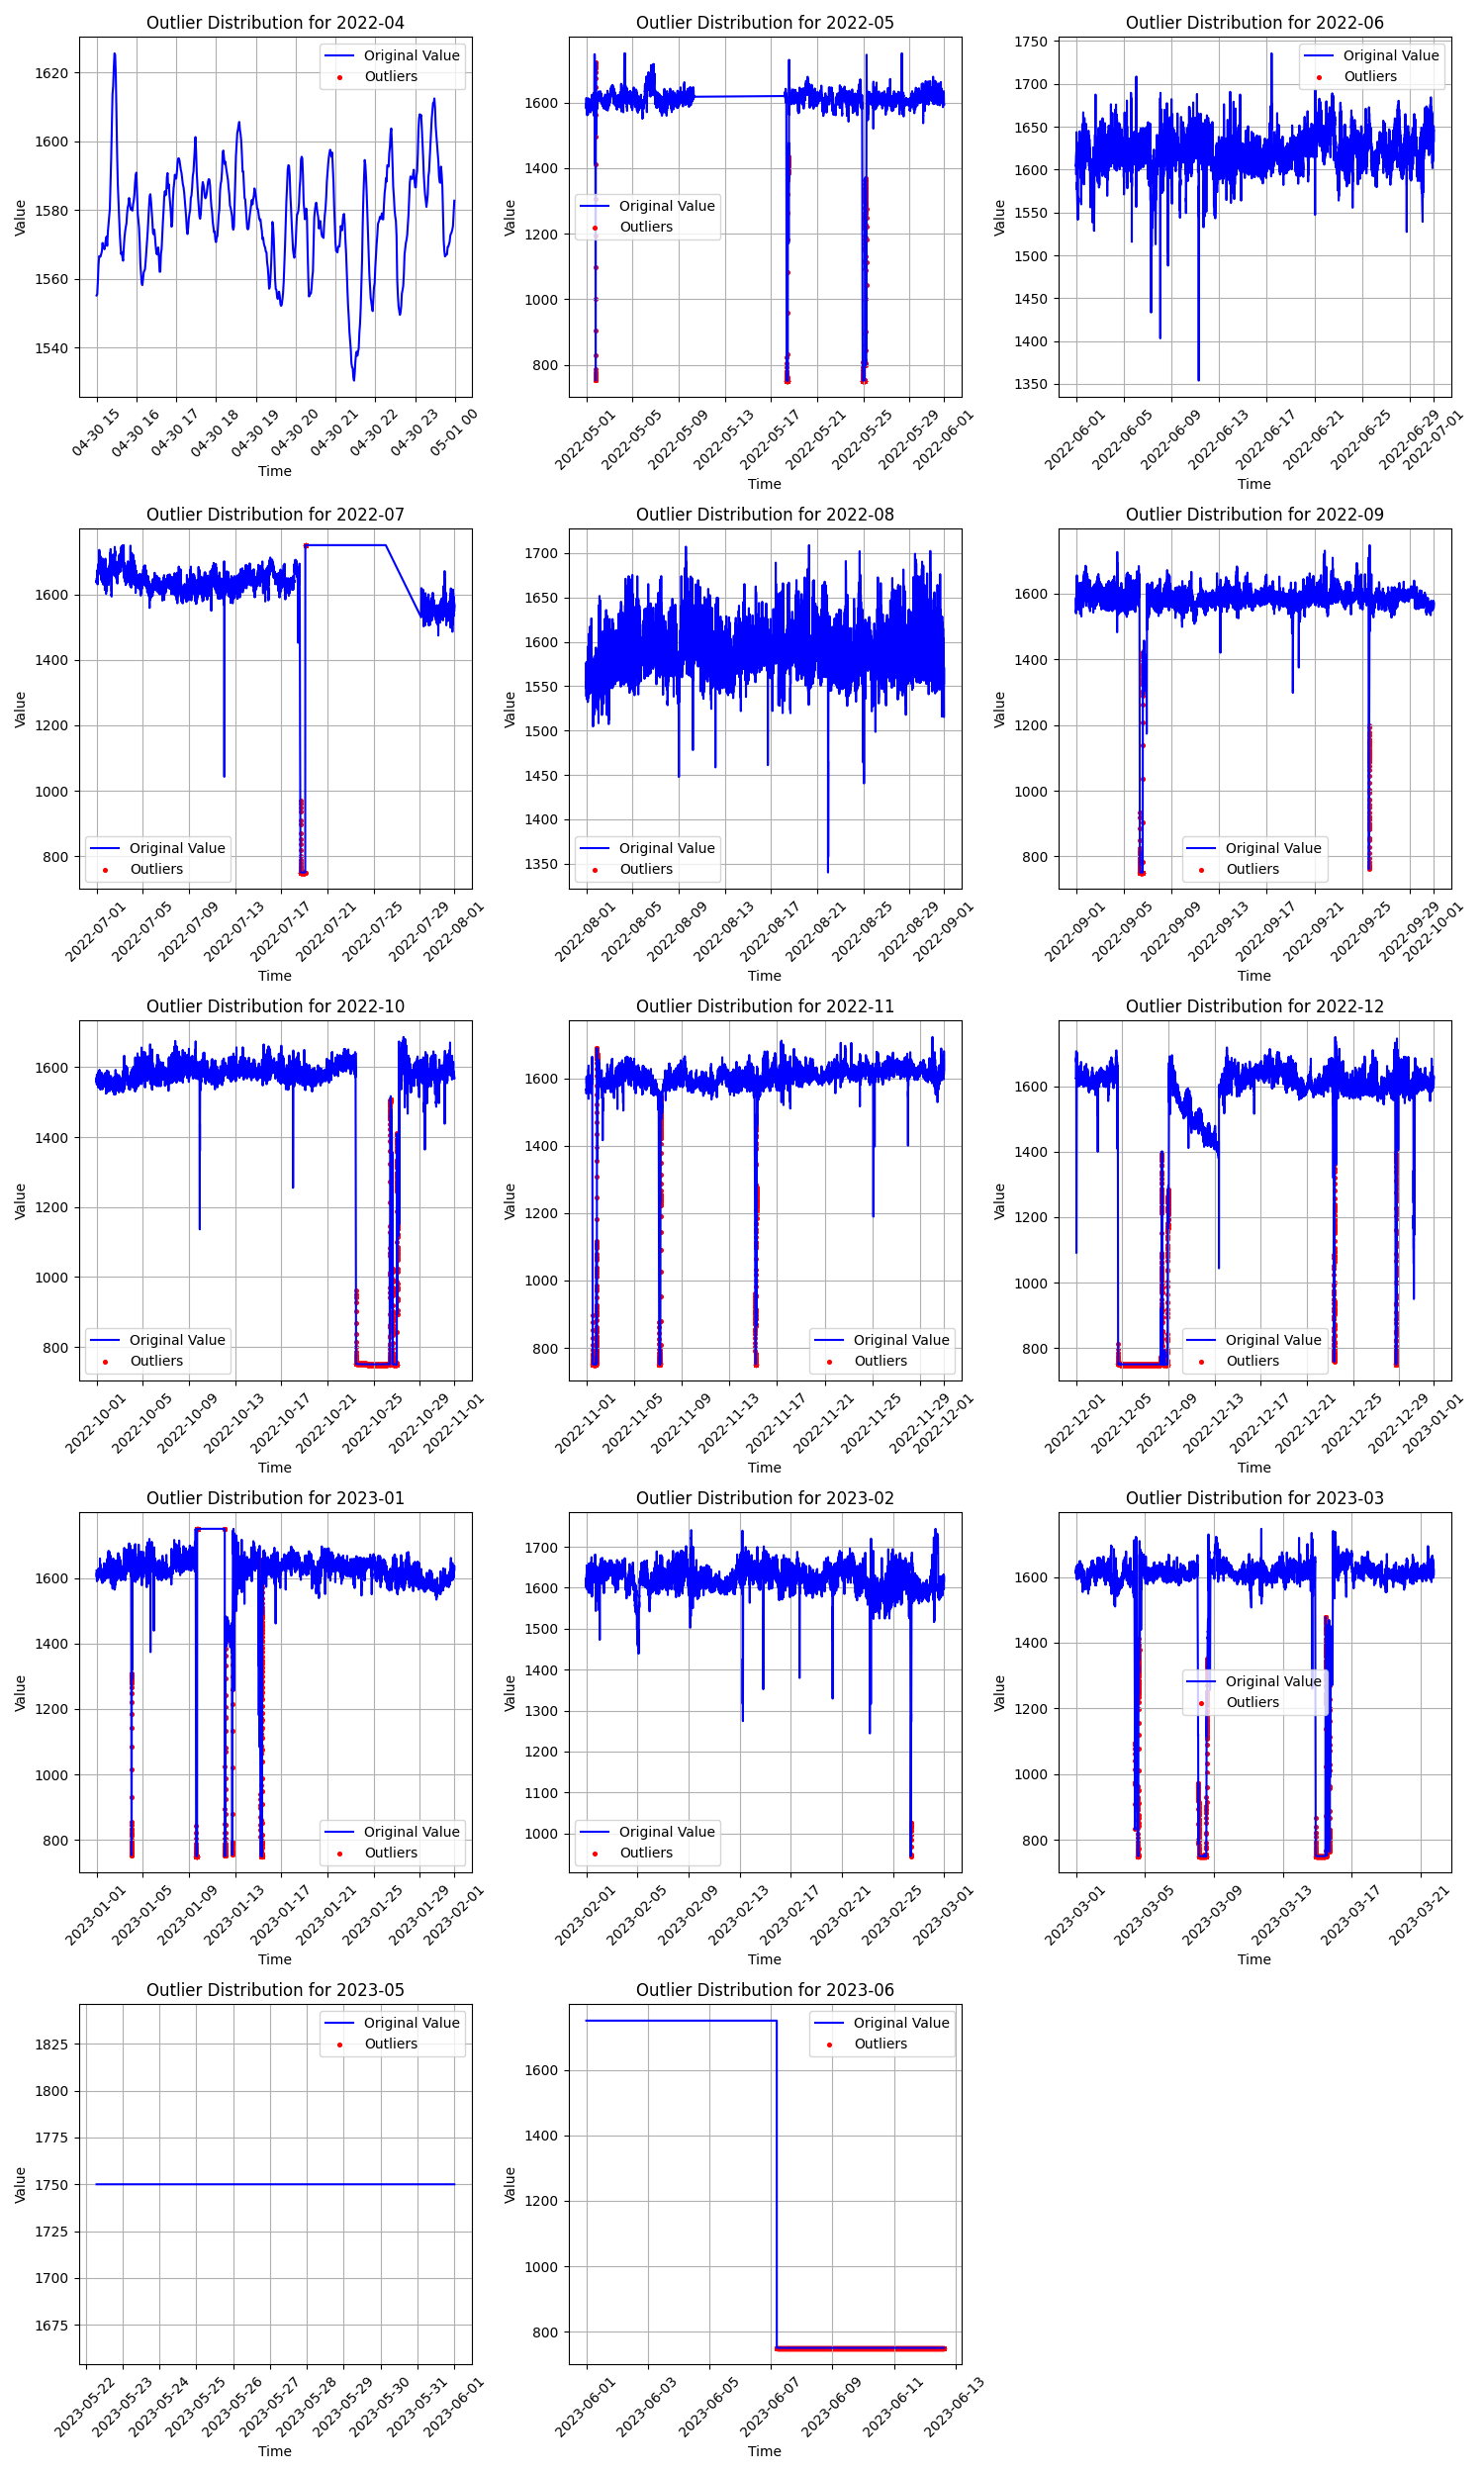 Outlier Distribution for 2022-04
Value
1620
1600
1580
1560
1540
Original Value
Outliers
04-30 15
04-30 16
04-30 17
04-30 18
04-30 19
04-30 20
04-30 21
04-30 22
04-30 23
05-01 00
Time
Outlier Distribution for 2022-05
Value
1600
1400
1200
1000
800
Original Value
Outliers
2022-05-01
2022-05-05
2022-05-09
2022-05-13
2022-05-17
2022-05-21
2022-05-25
2022-05-29
2022-06-01
Time
Outlier Distribution for 2022-06
Value
1750
1700
1650
1600
1550
1500
1450
1400
1350
Original Value
Outliers
2022-06-01
2022-06-05
2022-06-09
2022-06-13
2022-06-17
2022-06-21
2022-06-25
2022-06-29
2022-07-01
Time
Outlier Distribution for 2022-07
Value
1600
1400
1200
1000
800
Original Value
Outliers
2022-07-01
2022-07-05
2022-07-09
2022-07-13
2022-07-17
2022-07-21
2022-07-25
2022-07-29
2022-08-01
Time
Outlier Distribution for 2022-08
Value
1700
1650
1600
1550
1500
1450
1400
1350
Original Value
Outliers
2022-08-01
2022-08-05
2022-08-09
2022-08-13
2022-08-17
2022-08-21
2022-08-25
2022-08-29
2022-09-01
Time
Outlier Distribution for 2022-09
Value
1600
1400
1200
1000
800
Original Value
Outliers
2022-09-01
2022-09-05
2022-09-09
2022-09-13
2022-09-17
2022-09-21
2022-09-25
2022-09-29
2022-10-01
Time
Outlier Distribution for 2022-10
Value
1600
1400
1200
1000
800
Original Value
Outliers
2022-10-01
2022-10-05
2022-10-09
2022-10-13
2022-10-17
2022-10-21
2022-10-25
2022-10-29
2022-11-01
Time
Outlier Distribution for 2022-11
Value
1600
1400
1200
1000
800
Original Value
Outliers
2022-11-01
2022-11-05
2022-11-09
2022-11-13
2022-11-17
2022-11-21
2022-11-25
2022-11-29
2022-12-01
Time
Outlier Distribution for 2022-12
Value
1600
1400
1200
1000
800
Original Value
Outliers
2022-12-01
2022-12-05
2022-12-09
2022-12-13
2022-12-17
2022-12-21
2022-12-25
2022-12-29
2023-01-01
Time
Outlier Distribution for 2023-01
Value
1600
1400
1200
1000
800
Original Value
Outliers
2023-01-01
2023-01-05
2023-01-09
2023-01-13
2023-01-17
2023-01-21
2023-01-25
2023-01-29
2023-02-01
Time
Outlier Distribution for 2023-02
Value
1700
1600
1500
1400
1300
1200
1100
1000
Original Value
Outliers
2023-02-01
2023-02-05
2023-02-09
2023-02-13
2023-02-17
2023-02-21
2023-02-25
2023-03-01
Time
Outlier Distribution for 2023-03
Value
1600
1400
1200
1000
800
Original Value
Outliers
2023-03-01
2023-03-05
2023-03-09
2023-03-13
2023-03-17
2023-03-21
Time
Outlier Distribution for 2023-05
Value
1825
1800
1775
1750
1725
1700
1675
Original Value
Outliers
2023-05-22
2023-05-23
2023-05-24
2023-05-25
2023-05-26
2023-05-27
2023-05-28
2023-05-29
2023-05-30
2023-05-31
2023-06-01
Time
Outlier Distribution for 2023-06
Value
1600
1400
1200
1000
800
Original Value
Outliers
2023-06-01
2023-06-03
2023-06-05
2023-06-07
2023-06-09
2023-06-11
2023-06-13
Time